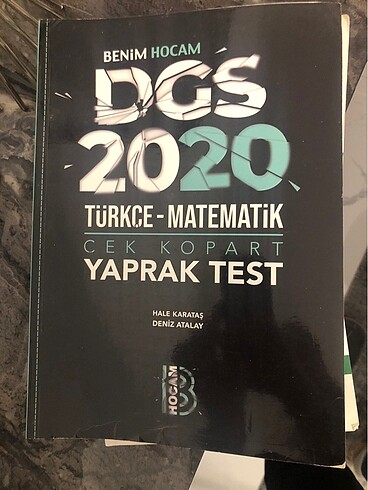 BENİM HOCAM
DGS
2020
TÜRKÇE - MATEMATİK
ÇEK KOPART
YAPRAK TEST
HALE KARATAŞ
DENİZ ATALAY
B
HOCAM